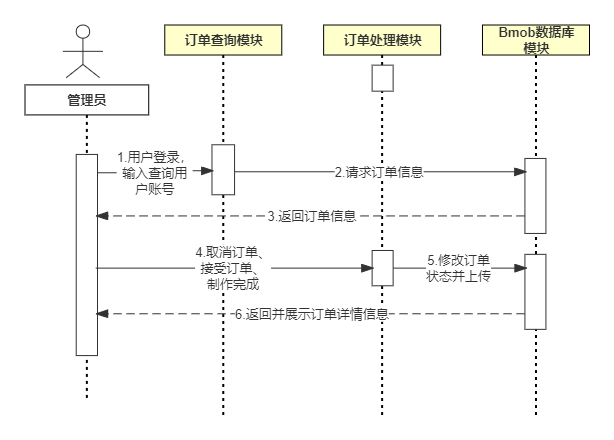 订单查询模块
订单处理模块
Bmob数据库
模块
管理员
1.用户登录，
输入查询用
户账号
2.请求订单信息
3.返回订单信息
4.取消订单、
接受订单、
制作完成
5.修改订单
状态并上传
6.返回并展示订单详情信息